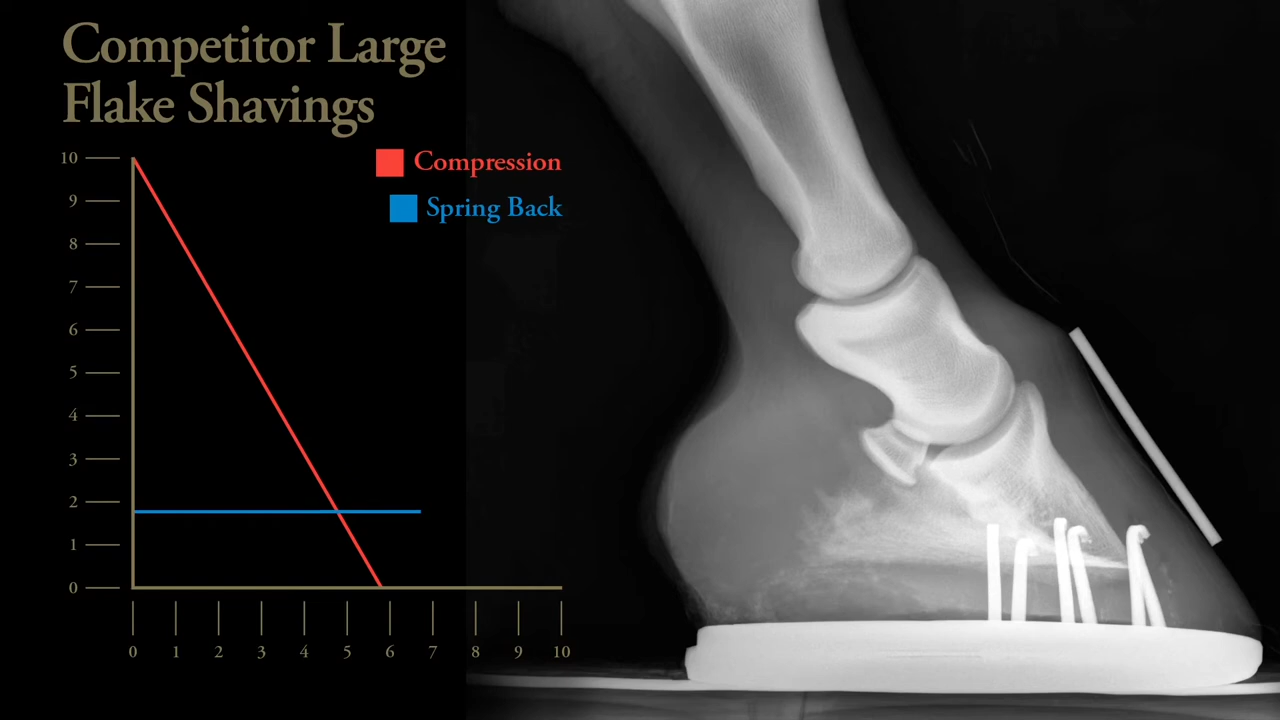 Competitor Large
Flake Shavings
Compression
Spring Back
10
9
8
7
6
5
4
3
2
1
0
0 1 2 3 4 5 6 7 8 9 10